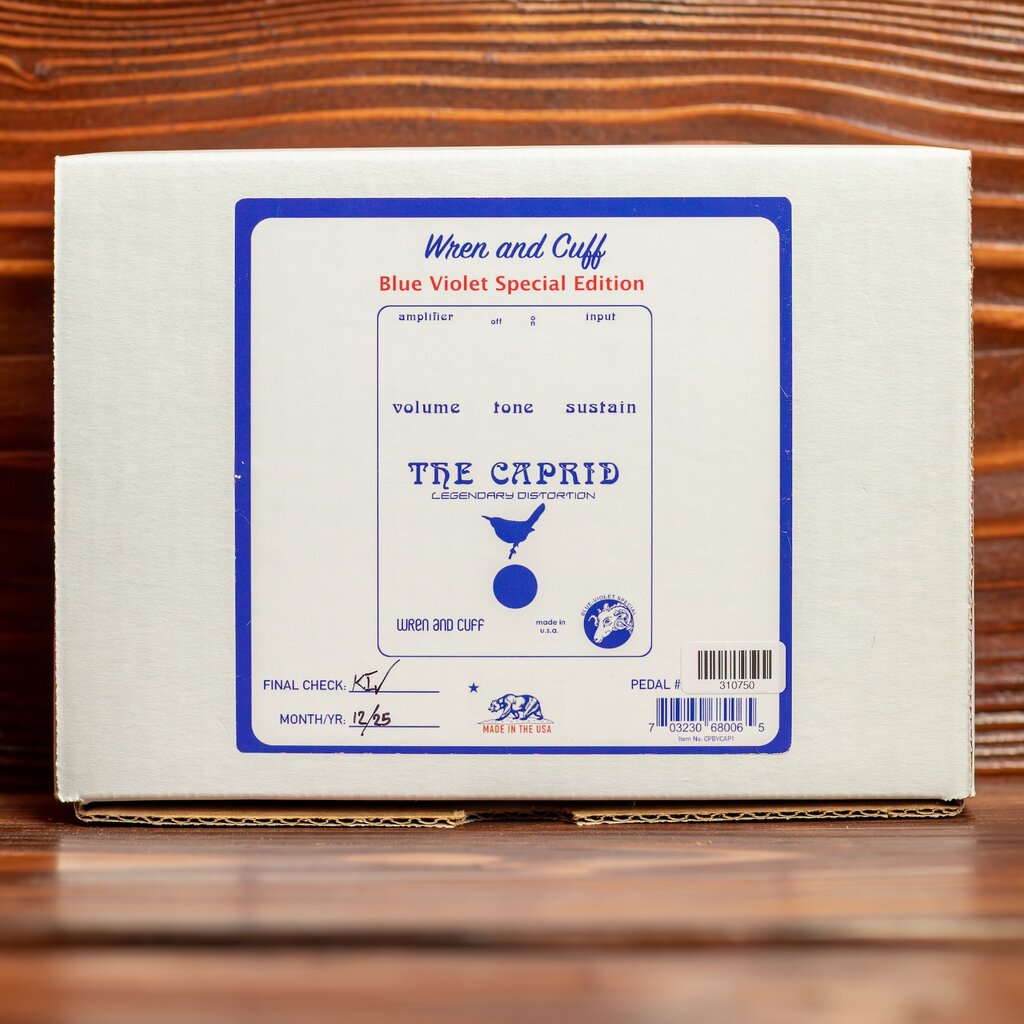 Wren and Cuff
Blue Violet Special Edition
amplifier off on input
volume tone sustain
THE CAPRID
LEGENDARY DISTORTION
BLUE VIOLET SPECIAL
wren and cuff
made in
u.s.a.
FINAL CHECK: KI✓
PEDAL #
310750
MONTH/YR: 12/25
MADE IN THE USA
7 03230 68006 5
Item No. CPBVCAP1